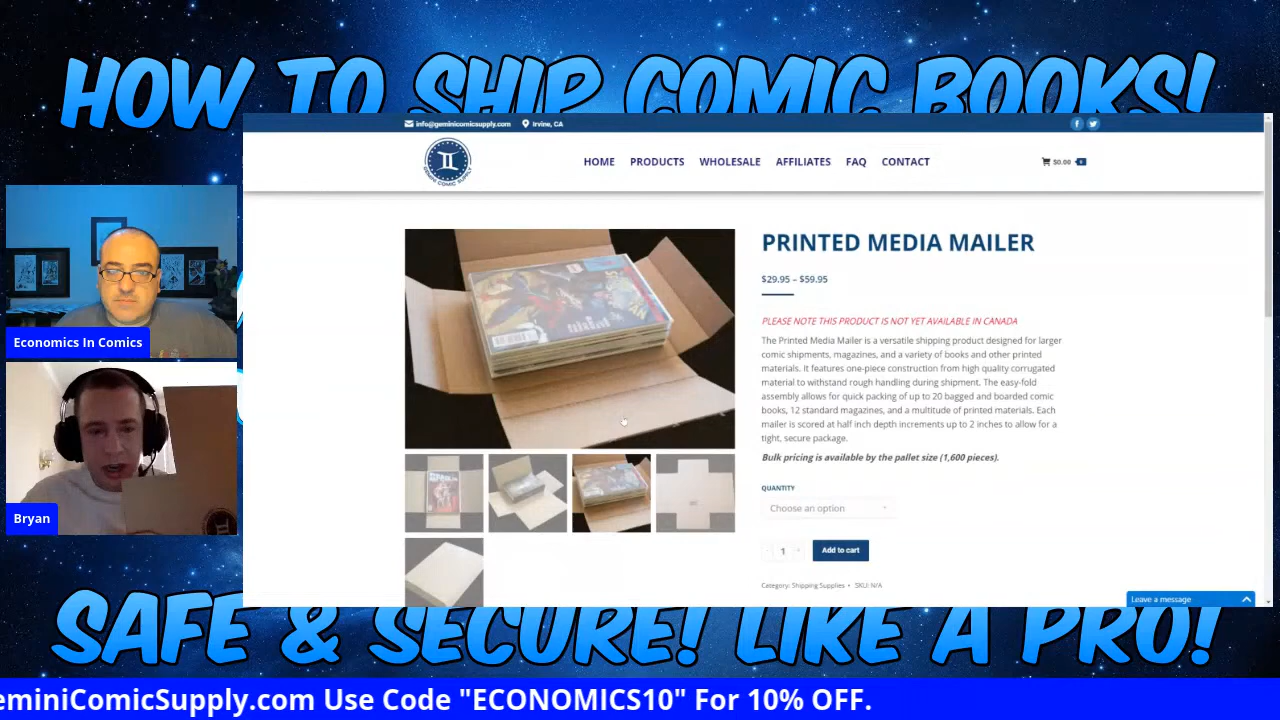 HOW TO SHIP COMIC BOOKS!
info@geminicomicsupply.com Irvine, CA
HOME PRODUCTS WHOLESALE AFFILIATES FAQ CONTACT
$0.00 0
GEMINI COMIC SUPPLY
PRINTED MEDIA MAILER
$29.95 – $59.95
PLEASE NOTE THIS PRODUCT IS NOT YET AVAILABLE IN CANADA
The Printed Media Mailer is a versatile shipping product designed for larger
comic shipments, magazines, and a variety of books and other printed
materials. It features one-piece construction from high quality corrugated
material to withstand rough handling during shipment. The easy-fold
assembly allows for quick packing of up to 20 bagged and boarded comic
books, 12 standard magazines, and a multitude of printed materials. Each
mailer is scored at half inch depth increments up to 2 inches to allow for a
tight, secure package.
Bulk pricing is available by the pallet size (1,600 pieces).
QUANTITY
Choose an option
- 1 +
Add to cart
Category: Shipping Supplies • SKU: N/A
Leave a message
Economics In Comics
Bryan
SAFE & SECURE! LIKE A PRO!
eminiComicSupply.com Use Code "ECONOMICS10" For 10% OFF.